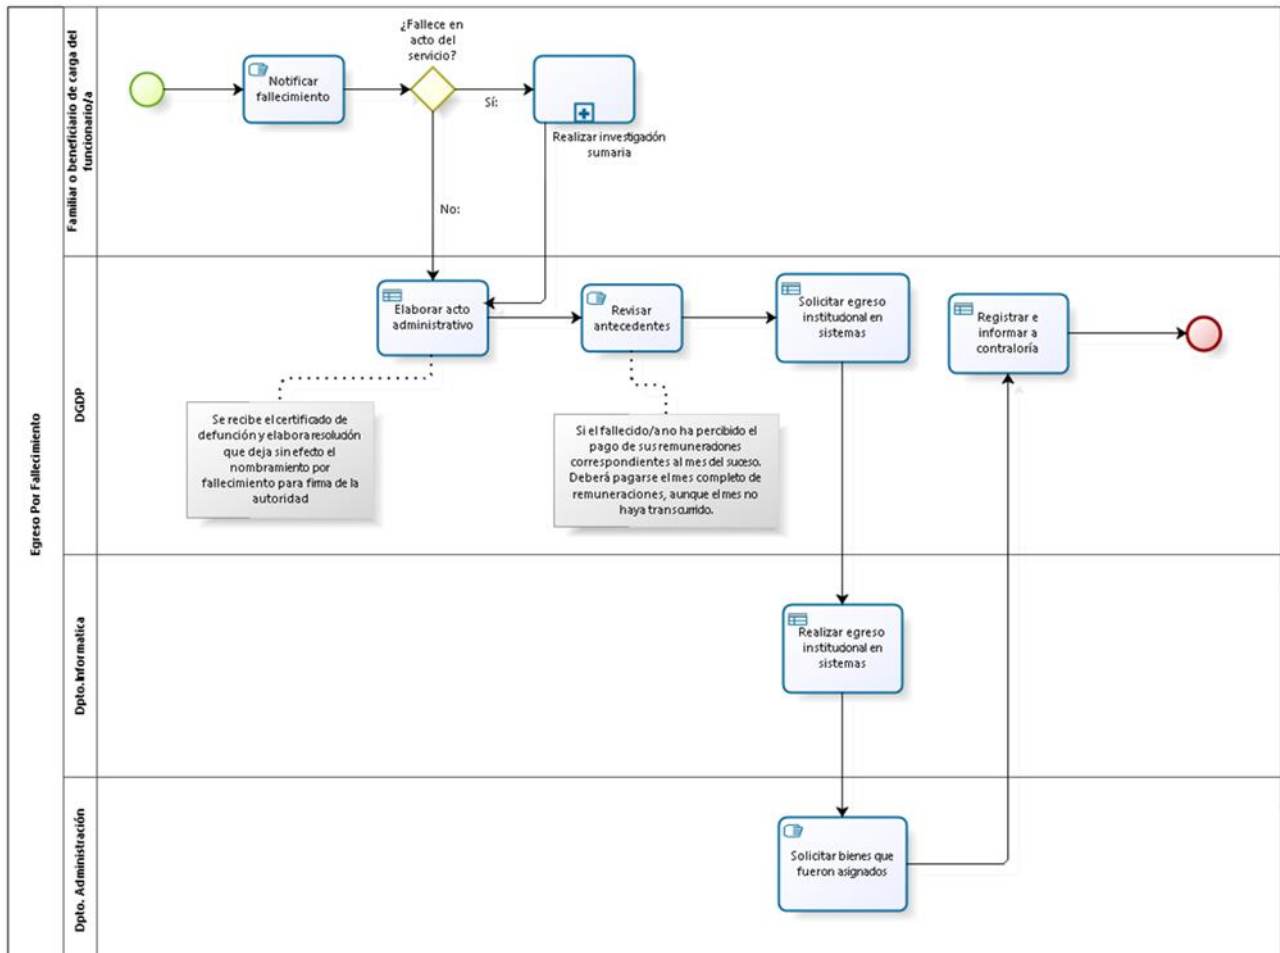 Egreso Por Fallecimiento
Familiar o beneficiario de carga del
funcionario/a
Notificar
fallecimiento
¿Fallece en
acto del
servicio?
Sí:
No:
Realizar investigación
sumaria
DGDP
Elaborar acto
administrativo
Revisar
antecedentes
Solicitar egreso
institucional en
sistemas
Registrar e
informar a
contraloría
Se recibe el certificado de
defunción y elabora resolución
que deja sin efecto el
nombramiento por
fallecimiento para firma de la
autoridad
Si el fallecido/a no ha percibido el
pago de sus remuneraciones
correspondientes al mes del suceso.
Deberá pagarse el mes completo de
remuneraciones, aunque el mes no
haya transcurrido.
Dpto.Informatica
Realizar egreso
institucional en
sistemas
Dpto. Administración
Solicitar bienes que
fueron asignados